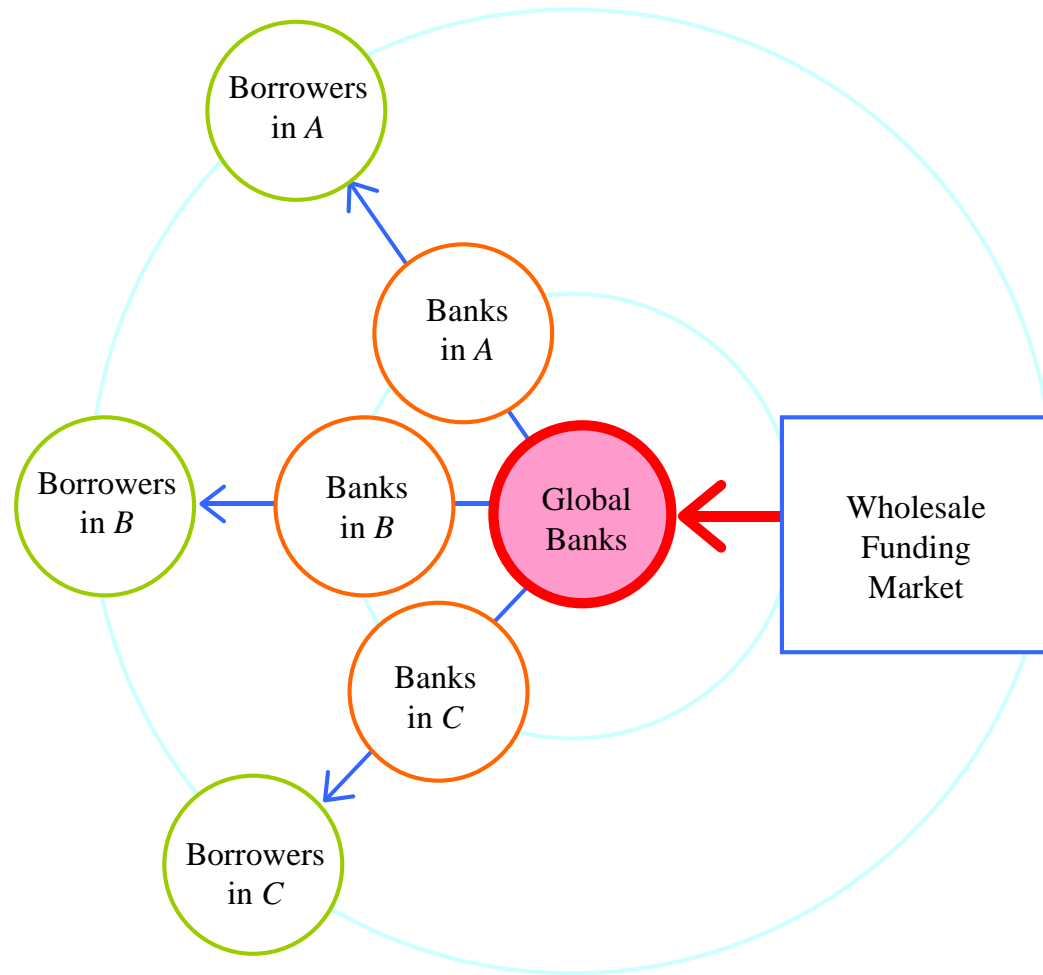 Borrowers
in A
Banks
in A
Borrowers
in B
Banks
in B
Global
Banks
Wholesale
Funding
Market
Banks
in C
Borrowers
in C